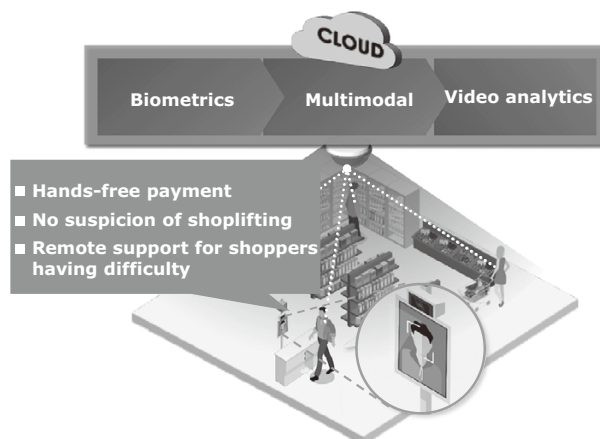 CLOUD
Biometrics Multimodal Video analytics
■ Hands-free payment
■ No suspicion of shoplifting
■ Remote support for shoppers
having difficulty